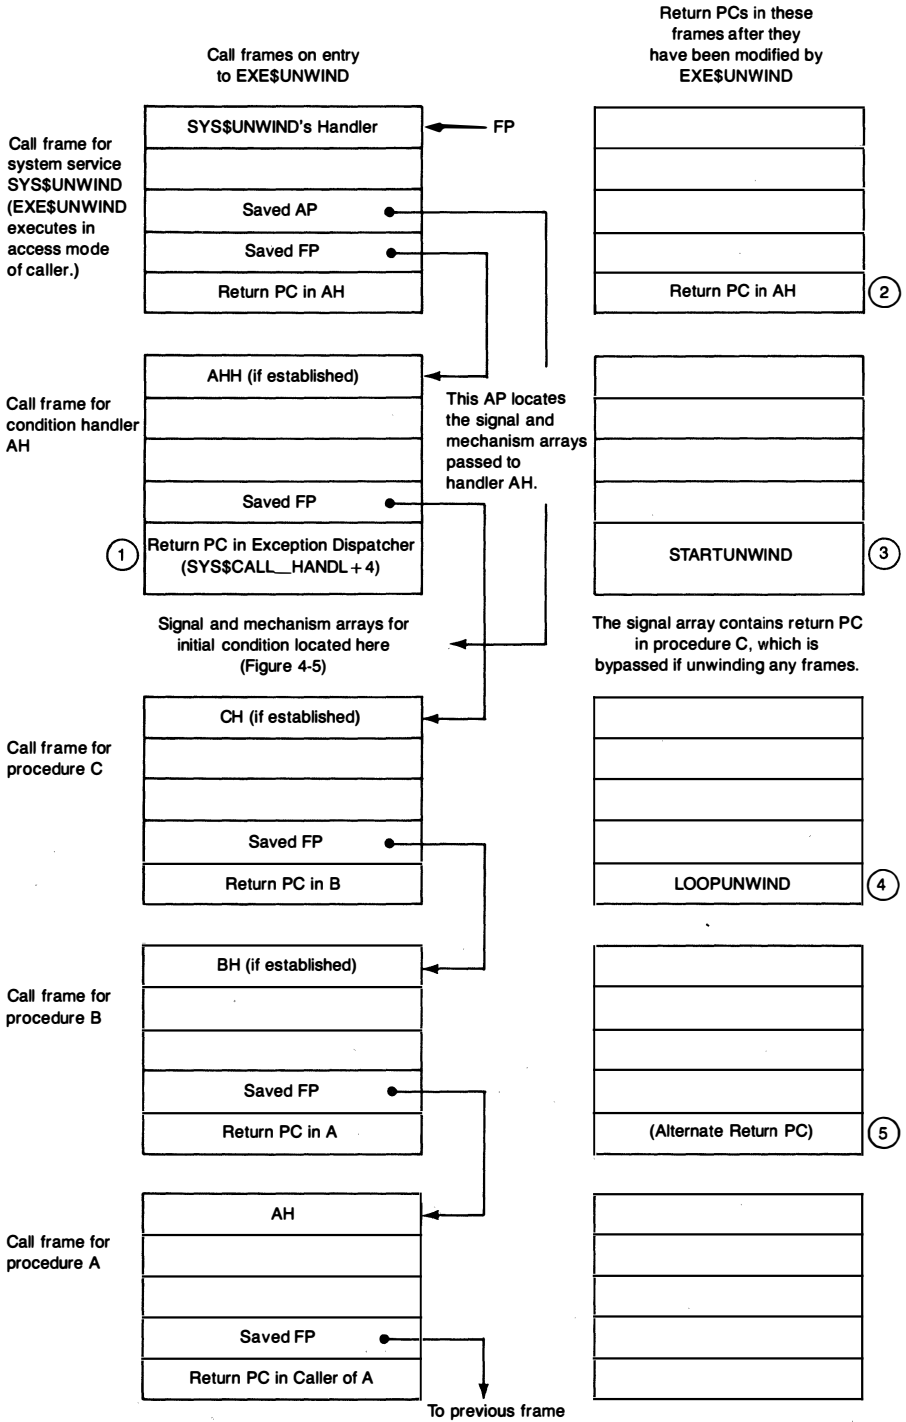 Call frames on entry
to EXE$UNWIND
Return PCs in these
frames after they
have been modified by
EXE$UNWIND
Call frame for
system service
SYS$UNWIND
(EXE$UNWIND
executes in
access mode
of caller.)
SYS$UNWIND's Handler
FP
Saved AP
Saved FP
Return PC in AH
Return PC in AH
2
Call frame for
condition handler
AH
AHH (if established)
Saved FP
1
Return PC in Exception Dispatcher
(SYS$CALL__HANDL+4)
This AP locates
the signal and
mechanism arrays
passed to
handler AH.
STARTUNWIND
3
Signal and mechanism arrays for
initial condition located here
(Figure 4-5)
The signal array contains return PC
in procedure C, which is
bypassed if unwinding any frames.
Call frame for
procedure C
CH (if established)
Saved FP
Return PC in B
LOOPUNWIND
4
Call frame for
procedure B
BH (if established)
Saved FP
Return PC in A
(Alternate Return PC)
5
Call frame for
procedure A
AH
Saved FP
Return PC in Caller of A
To previous frame